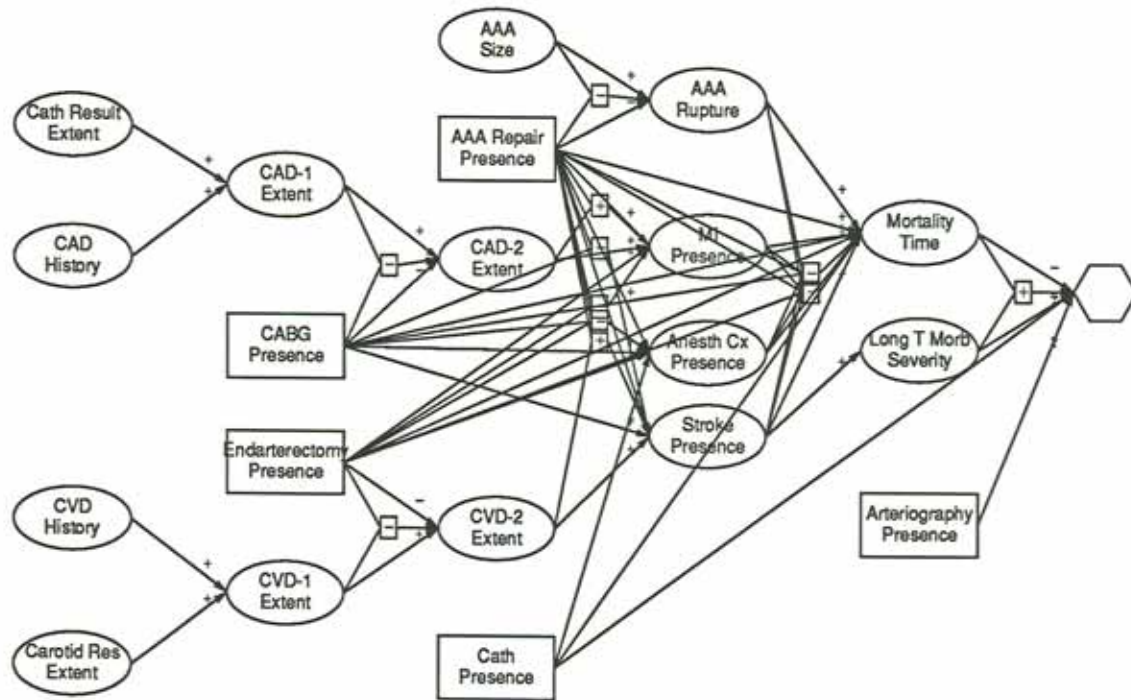 AAA
Size
AAA
Rupture
Cath Result
Extent
AAA Repair
Presence
CAD-1
Extent
CAD
History
CAD-2
Extent
MI
Presence
Mortality
Time
CABG
Presence
Anesth Cx
Presence
Long T Morb
Severity
Stroke
Presence
Endarterectomy
Presence
CVD
History
CVD-2
Extent
Arteriography
Presence
CVD-1
Extent
Carotid Res
Extent
Cath
Presence